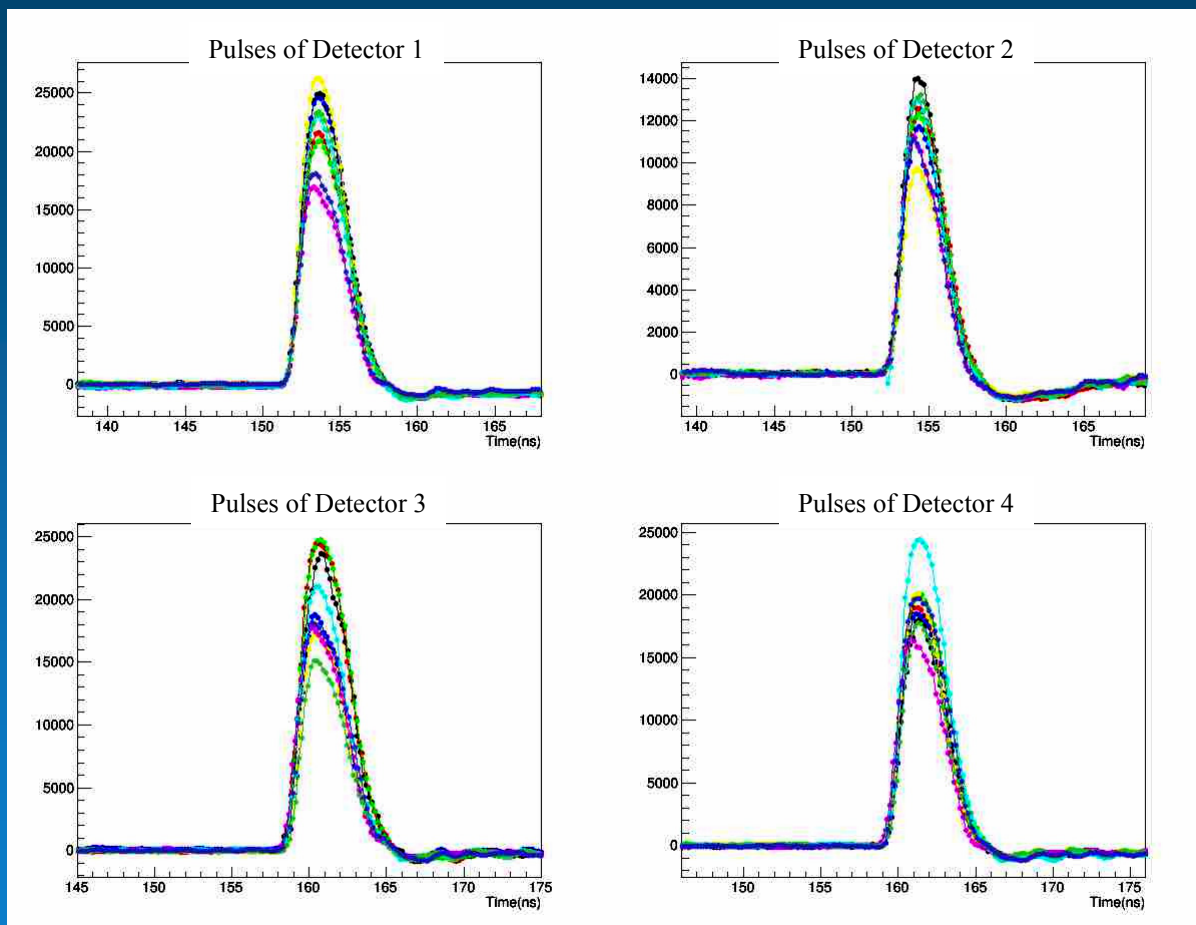 Pulses of Detector 1
25000
20000
15000
10000
5000
0
140 145 150 155 160 165
Time(ns)
Pulses of Detector 2
14000
12000
10000
8000
6000
4000
2000
0
140 145 150 155 160 165
Time(ns)
Pulses of Detector 3
25000
20000
15000
10000
5000
0
145 150 155 160 165 170 175
Time(ns)
Pulses of Detector 4
25000
20000
15000
10000
5000
0
150 155 160 165 170 175
Time(ns)